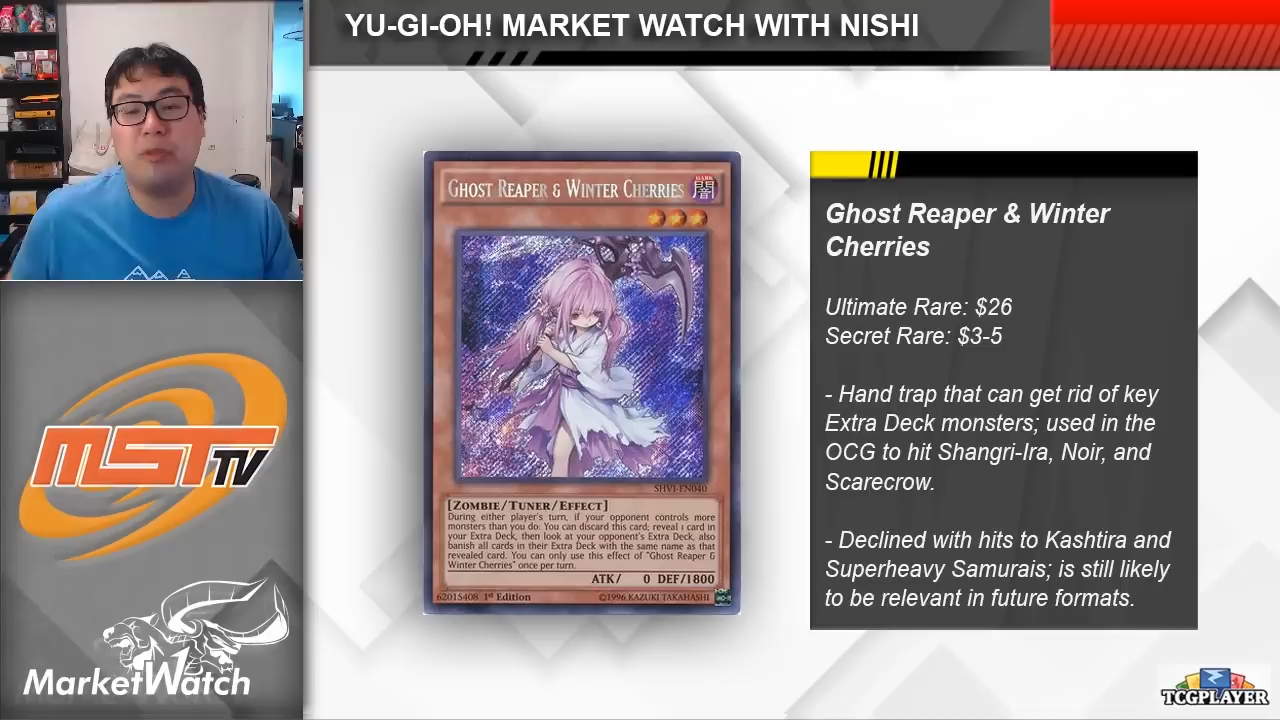 YU-GI-OH! MARKET WATCH WITH NISHI
GHOST REAPER & WINTER CHERRIES
DARK
闇
SHVI-EN040
[ZOMBIE/TUNER/EFFECT]
During either player's turn, if your opponent controls more
monsters than you do: You can discard this card; reveal 1 card in
your Extra Deck, then look at your opponent's Extra Deck, also
banish all cards in their Extra Deck with the same name as that
revealed card. You can only use this effect of "Ghost Reaper &
Winter Cherries" once per turn.
ATK/ 0 DEF/1800
62015408 1st Edition ©1996 KAZUKI TAKAHASHI
Ghost Reaper & Winter
Cherries
Ultimate Rare: $26
Secret Rare: $3-5
- Hand trap that can get rid of key
Extra Deck monsters; used in the
OCG to hit Shangri-Ira, Noir, and
Scarecrow.
- Declined with hits to Kashtira and
Superheavy Samurais; is still likely
to be relevant in future formats.
MST TV
MarketWatch
TCGPLAYER